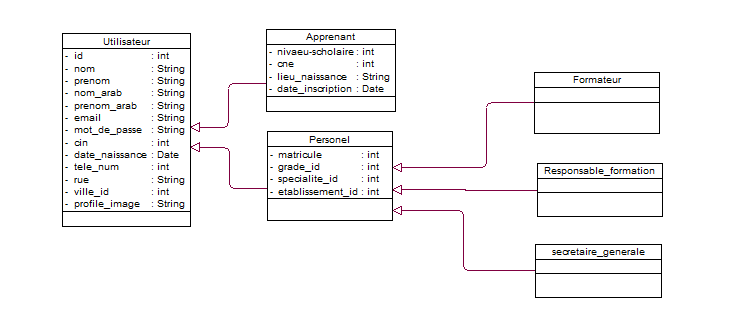 Utilisateur
- id : int
- nom : String
- prenom : String
- nom_arab : String
- prenom_arab : String
- email : String
- mot_de_passe : String
- cin : int
- date_naissance : Date
- tele_num : int
- rue : String
- ville_id : int
- profile_image : String
Apprenant
- nivaeu-scholaire : int
- cne : int
- lieu_naissance : String
- date_inscription : Date
Personel
- matricule : int
- grade_id : int
- specialite_id : int
- etablissement_id : int
Formateur
Responsable_formation
secretaire_generale